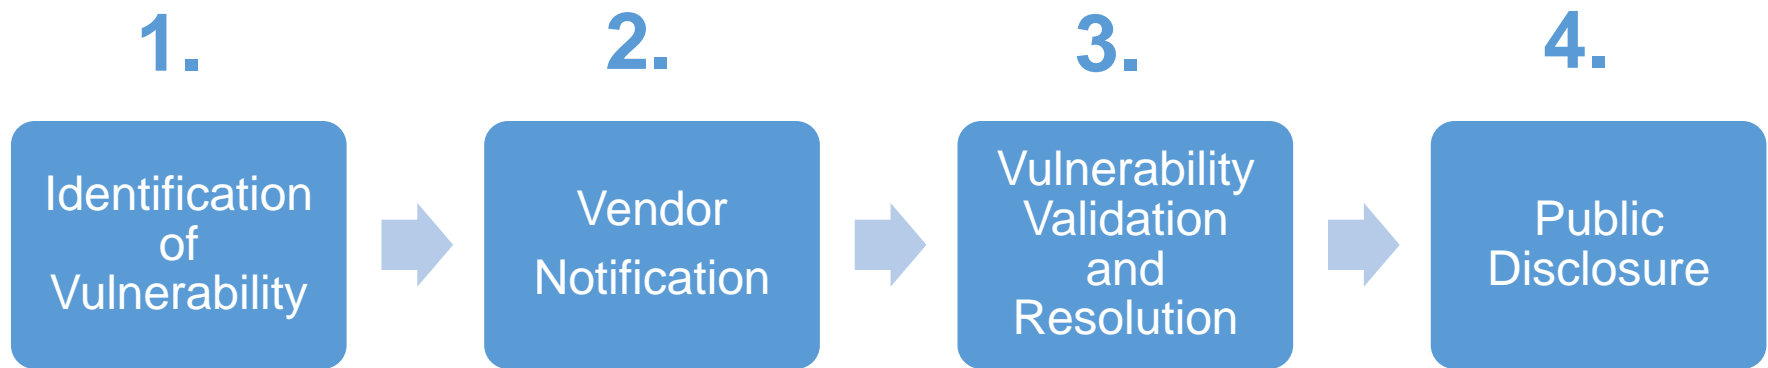 1.
2.
3.
4.
Identification
of
Vulnerability
Vendor
Notification
Vulnerability
Validation
and
Resolution
Public
Disclosure